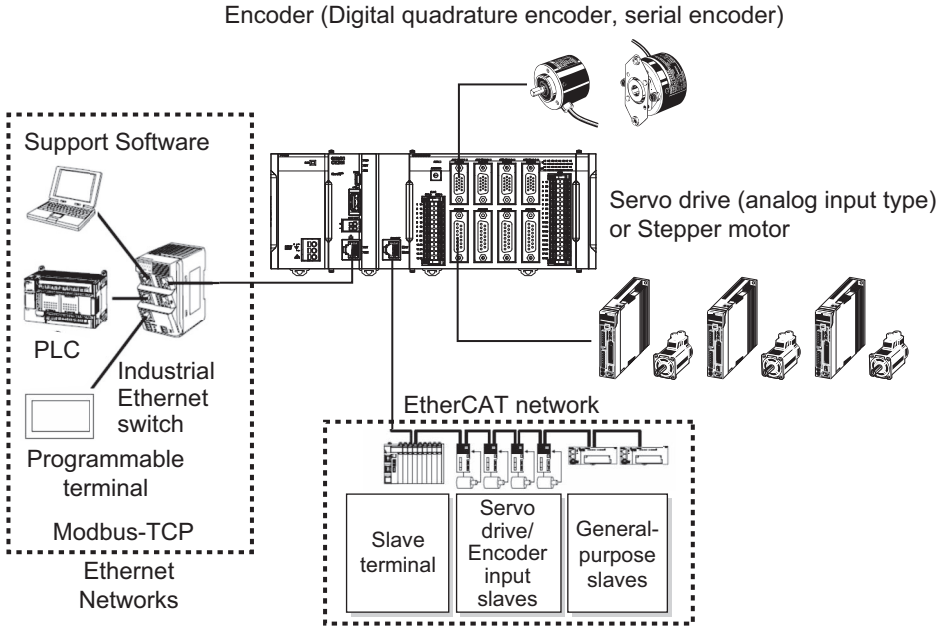 Encoder (Digital quadrature encoder, serial encoder)
Support Software
Servo drive (analog input type)
or Stepper motor
PLC
Industrial
Ethernet
switch
Programmable
terminal
Modbus-TCP
Ethernet
Networks
EtherCAT network
Slave
terminal
Servo
drive/
Encoder
input
slaves
General-
purpose
slaves